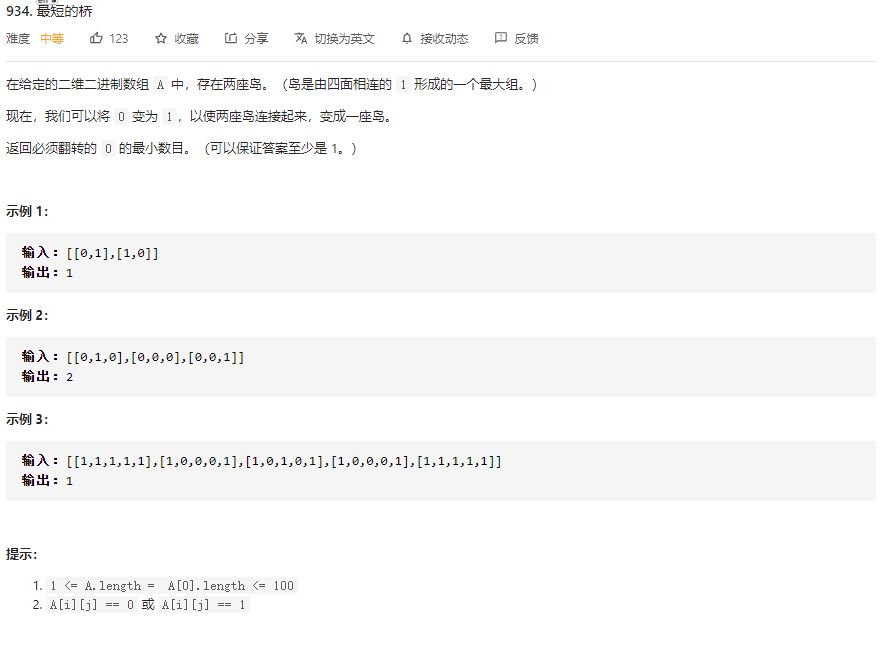 934. 最短的桥
难度 中等 123 收藏 分享 切换为英文 接收动态 反馈
在给定的二维二进制数组 A 中，存在两座岛。（岛是由四面相连的 1 形成的一个最大组。）
现在，我们可以将 0 变为 1，以使两座岛连接起来，变成一座岛。
返回必须翻转的 0 的最小数目。（可以保证答案至少是 1。）
示例 1：
输入：[[0,1],[1,0]]
输出：1
示例 2：
输入：[[0,1,0],[0,0,0],[0,0,1]]
输出：2
示例 3：
输入：[[1,1,1,1,1],[1,0,0,0,1],[1,0,1,0,1],[1,0,0,0,1],[1,1,1,1,1]]
输出：1
提示：
1. 1 <= A.length = A[0].length <= 100
2. A[i][j] == 0 或 A[i][j] == 1